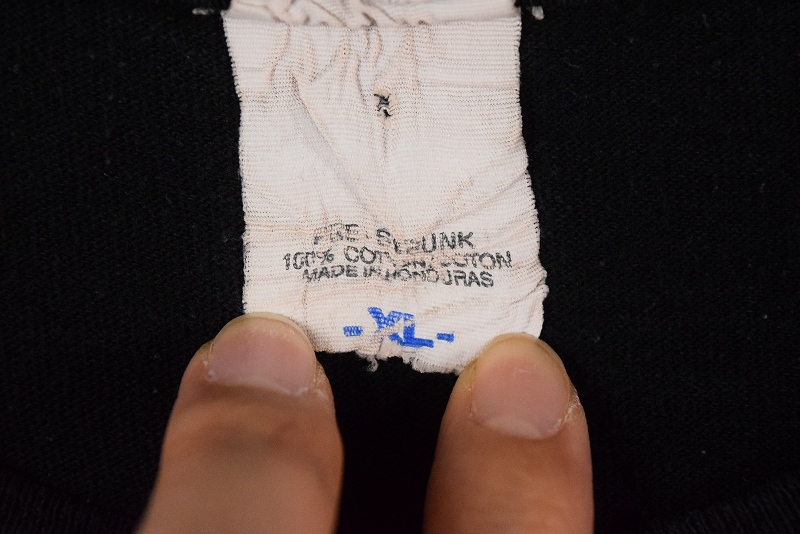 PRE-SHRUNK
100% COTTON/COTON
MADE IN HONDURAS
-XL-